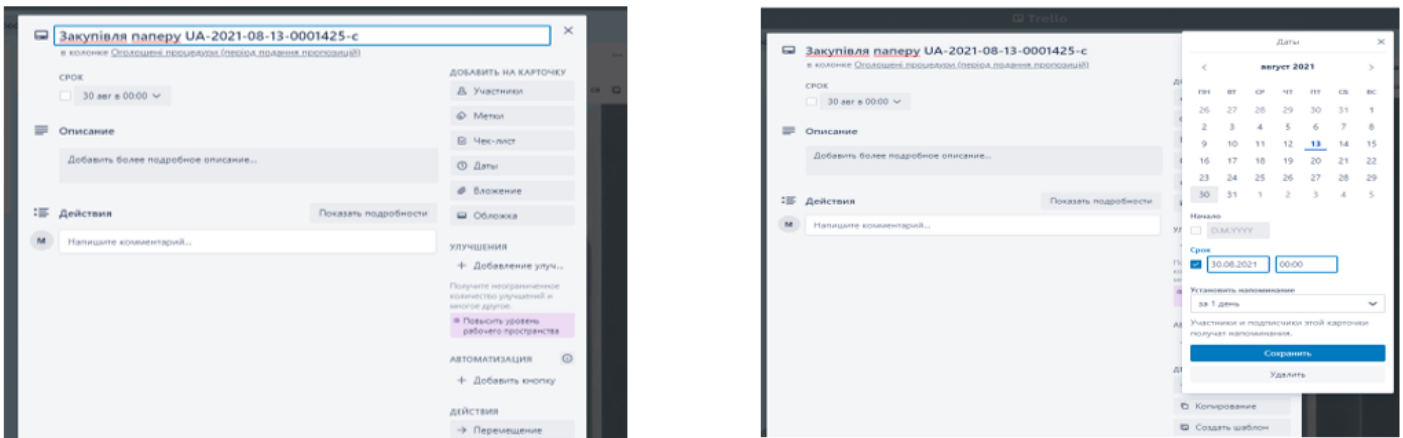 Закупівля паперу UA-2021-08-13-0001425-с
в колонке Оголошені процедури (період подання пропозицій)
СРОК
30 авг в 00:00
Описание
Добавить более подробное описание...
Действия
Показать подробности
М
Напишите комментарий...
ДОБАВИТЬ НА КАРТОЧКУ
Участники
Метки
Чек-лист
Даты
Вложение
Обложка
УЛУЧШЕНИЯ
Добавление улуч...
Получите неограниченное
количество улучшений и
многое другое.
Повысить уровень
рабочего пространства
АВТОМАТИЗАЦИЯ
Добавить кнопку
ДЕЙСТВИЯ
Перемещение
Trello
Закупівля паперу UA-2021-08-13-0001425-с
в колонке Оголошені процедури (період подання пропозицій)
СРОК
30 авг в 00:00
Описание
Добавить более подробное описание...
Действия
Показать подробности
М
Напишите комментарий...
Даты
август 2021
ПН ВТ СР ЧТ ПТ СБ ВС
26 27 28 29 30 31 1
2 3 4 5 6 7 8
9 10 11 12 13 14 15
16 17 18 19 20 21 22
23 24 25 26 27 28 29
30 31 1 2 3 4 5
Начало
D.M.YYYY
Срок
30.08.2021 00:00
Установить напоминание
за 1 день
Участники и подписчики этой карточки
получат напоминания.
Сохранить
Удалить
Копирование
Создать шаблон